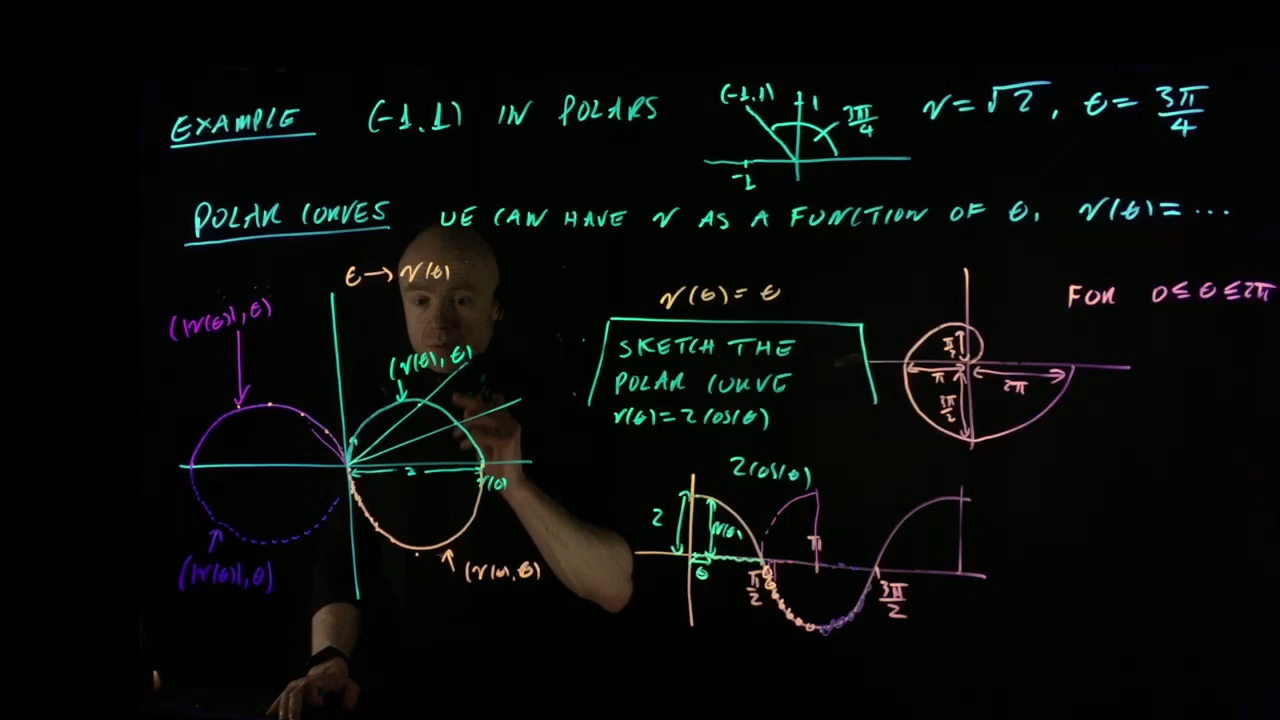 EXAMPLE (-1,1) IN POLARS (-1,1) 1 3π/4 -1 r=√2, θ=3π/4
POLAR CURVES WE CAN HAVE r AS A FUNCTION OF θ. r(θ)=...
θ→r(θ)
(|r(θ)|,θ)
(r(θ),θ)
2
r(0)
(|r(θ)|,θ)
(r(θ),θ)
r(θ)=θ
SKETCH THE
POLAR CURVE
r(θ)=2cos(θ)
FOR 0≤θ≤2π
π/2
π 2π
3π/2
2cos(θ)
2 r(θ) π
θ π/2 3π/2